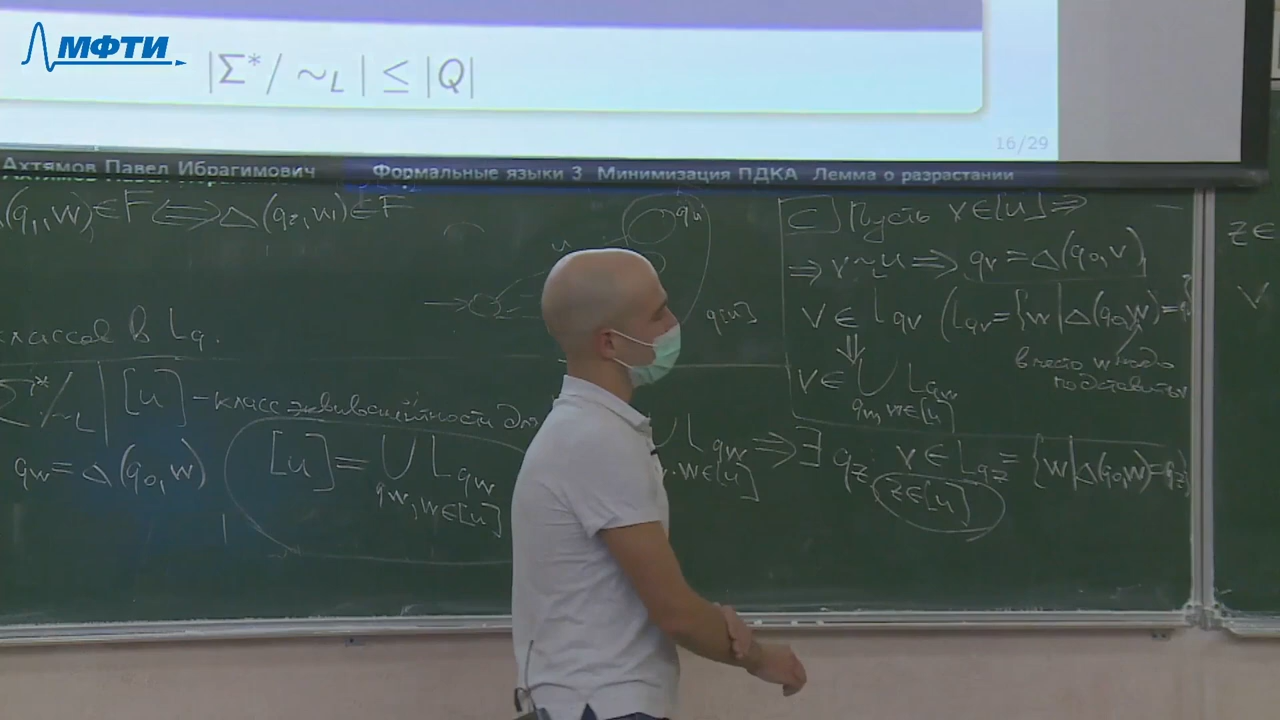 МФТИ
|Σ*/ ∼L | ≤ |Q|
16/29
Ахтямов Павел Ибрагимович
Формальные языки 3 Минимизация ПДКА Лемма о разрастании
(q₁,w)∈F⟺Δ(q₂,w)∈F
классов в Lq.
Σ*/∼L | [u] - класс эквивалентности для
qw=Δ(q₀,w)
[u]=∪Lqw
qw,w∈[u]
u
qu
q[u]
⊂ Пусть v∈[u]⇒
⇒v∼Lu⇒qv=Δ(q₀,v)
v∈Lqv (Lqv={w|Δ(q₀,w)=q
⇓
вместо w надо
подставить
v∈∪Lqw
qw,w∈[u]
∪Lqw⇒∃qz v∈Lqz={w|Δ(q₀,w)=qz}
w∈[u]
z∈[u]
z∈
v